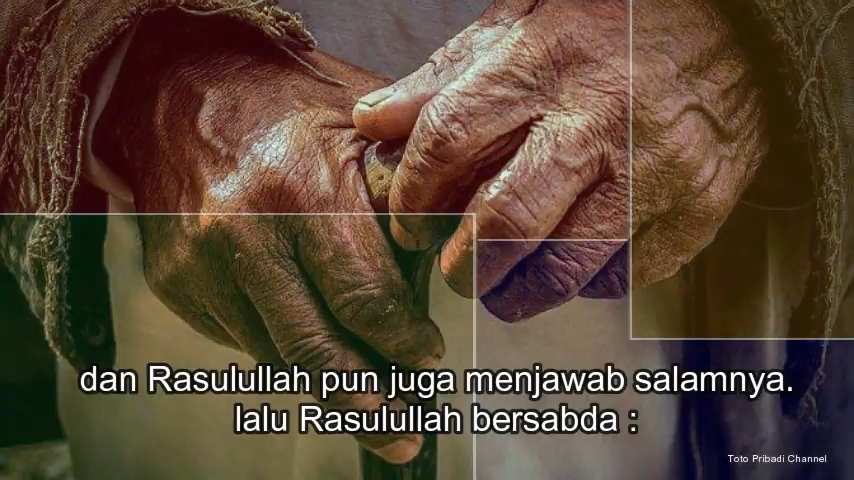 dan Rasulullah pun juga menjawab salamnya.
lalu Rasulullah bersabda :
Toto Pribadi Channel